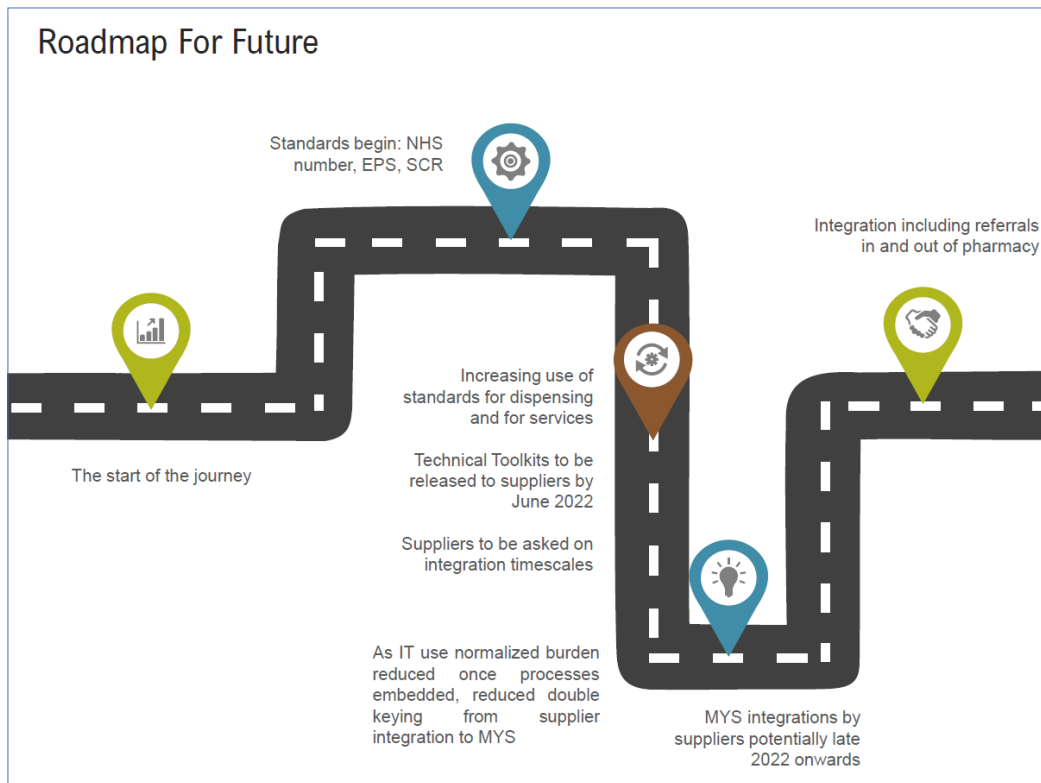 Roadmap For Future
Standards begin: NHS
number, EPS, SCR
Integration including referrals
in and out of pharmacy
The start of the journey
Increasing use of
standards for dispensing
and for services
Technical Toolkits to be
released to suppliers by
June 2022
Suppliers to be asked on
integration timescales
As IT use normalized burden
reduced once processes
embedded, reduced double
keying from supplier
integration to MYS
MYS integrations by
suppliers potentially late
2022 onwards